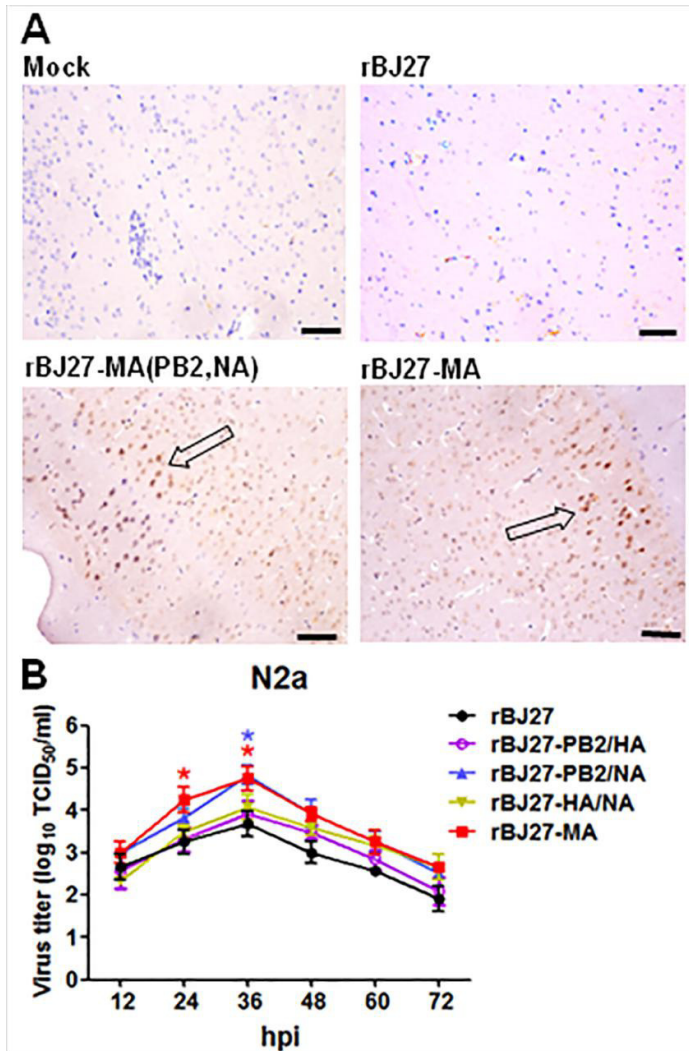 A
Mock
rBJ27
rBJ27-MA(PB2,NA)
rBJ27-MA
B
N2a
Virus titer (log10 TCID50/ml)
6
5
4
3
2
1
0
* *
*
12 24 36 48 60 72
hpi
rBJ27
rBJ27-PB2/HA
rBJ27-PB2/NA
rBJ27-HA/NA
rBJ27-MA